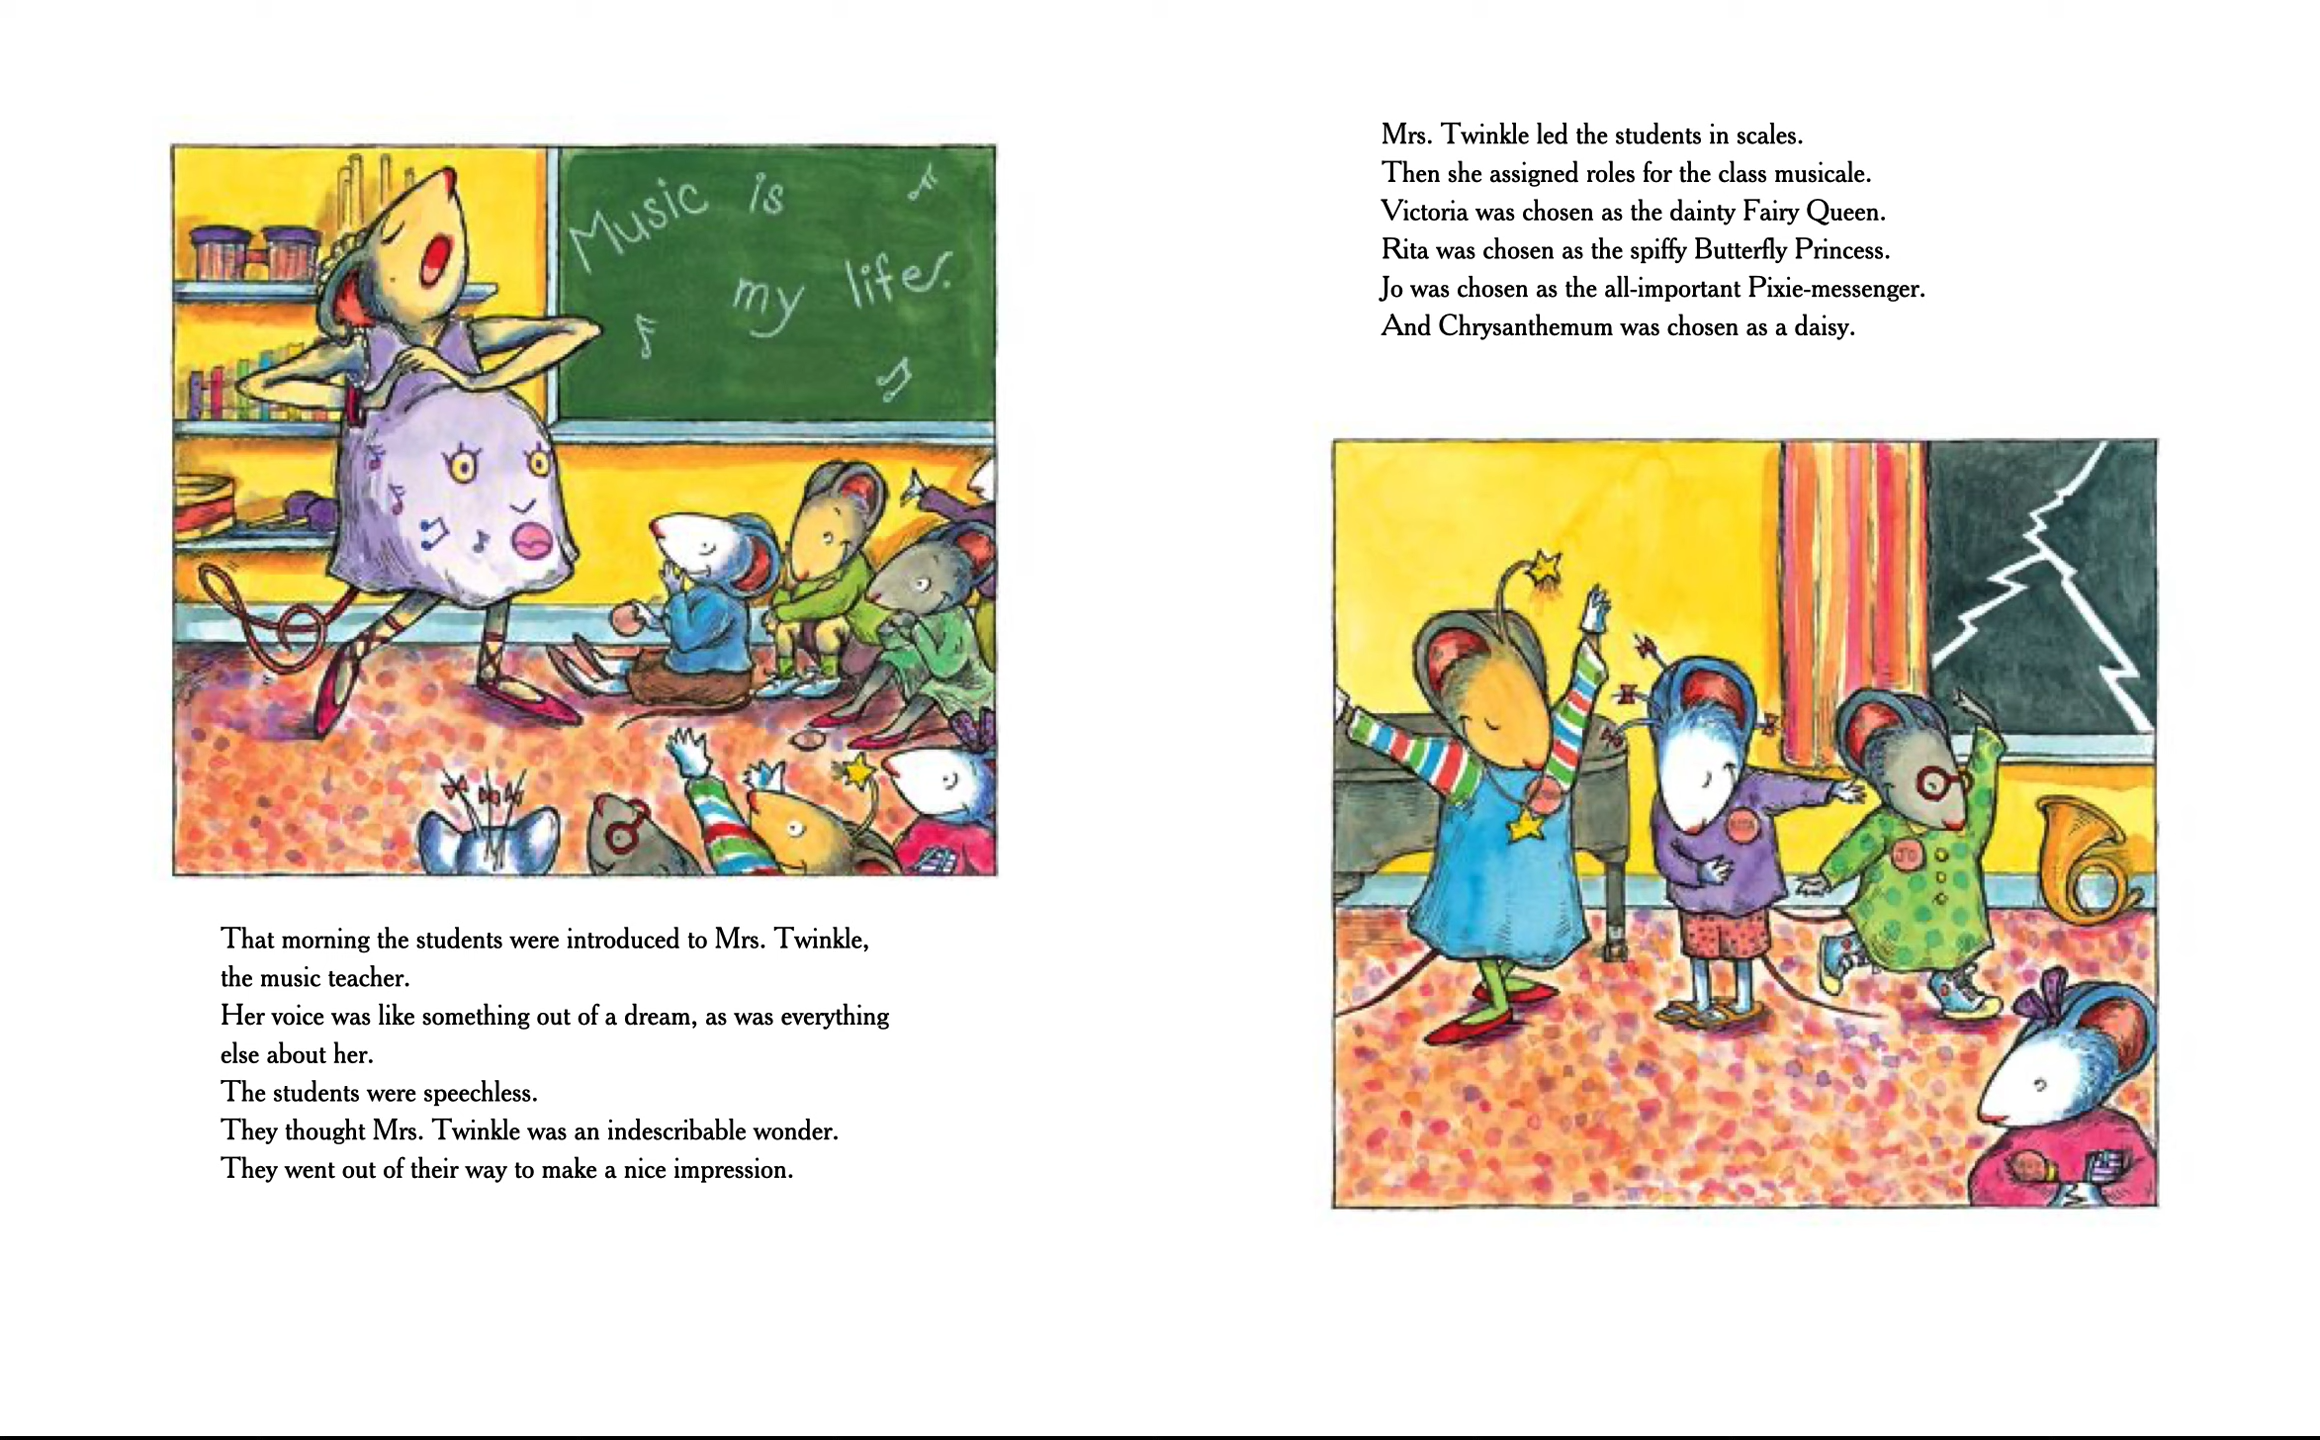 Music is
my life.
That morning the students were introduced to Mrs. Twinkle,
the music teacher.
Her voice was like something out of a dream, as was everything
else about her.
The students were speechless.
They thought Mrs. Twinkle was an indescribable wonder.
They went out of their way to make a nice impression.
Mrs. Twinkle led the students in scales.
Then she assigned roles for the class musicale.
Victoria was chosen as the dainty Fairy Queen.
Rita was chosen as the spiffy Butterfly Princess.
Jo was chosen as the all-important Pixie-messenger.
And Chrysanthemum was chosen as a daisy.
RITA
JO